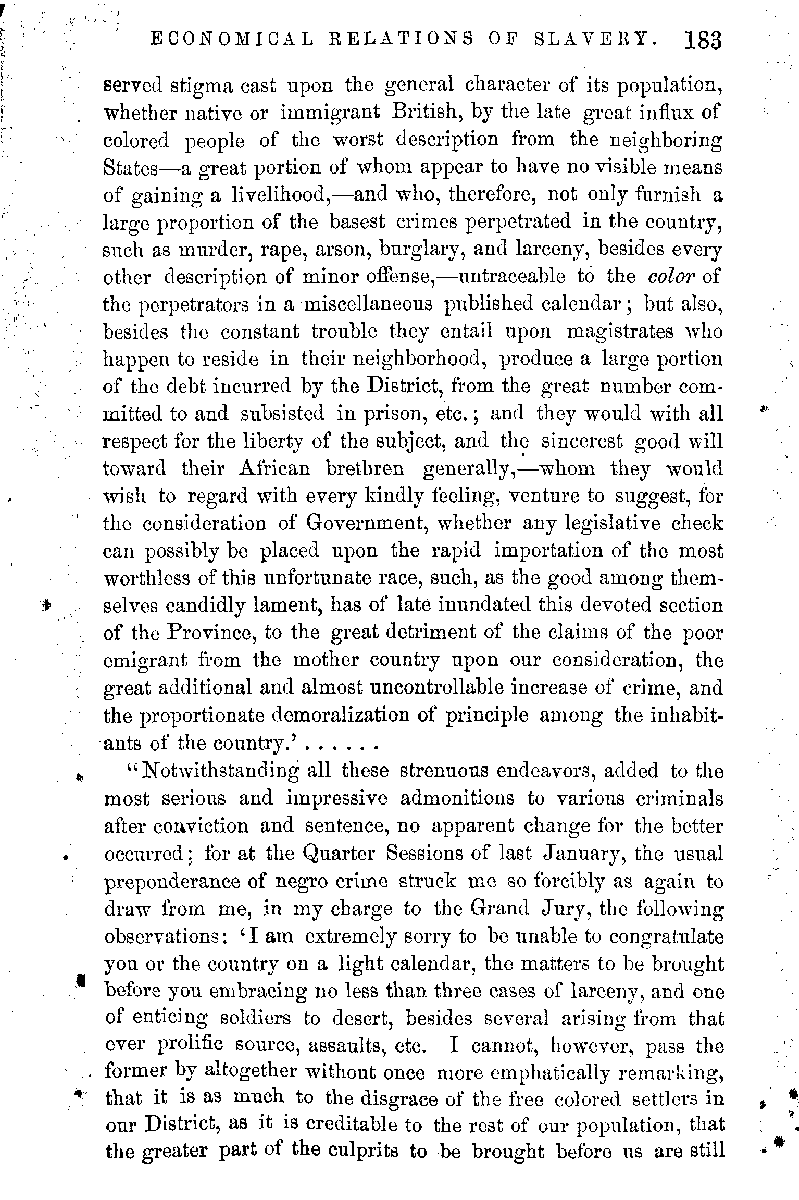 ECONOMICAL RELATIONS OF SLAVERY. 183
served stigma cast upon the general character of its population,
whether native or immigrant British, by the late great influx of
colored people of the worst description from the neighboring
States—a great portion of whom appear to have no visible means
of gaining a livelihood,—and who, therefore, not only furnish a
large proportion of the basest crimes perpetrated in the country,
such as murder, rape, arson, burglary, and larceny, besides every
other description of minor offense,—untraceable to the color of
the perpetrators in a miscellaneous published calendar; but also,
besides the constant trouble they entail upon magistrates who
happen to reside in their neighborhood, produce a large portion
of the debt incurred by the District, from the great number com-
mitted to and subsisted in prison, etc.; and they would with all
respect for the liberty of the subject, and the sincerest good will
toward their African brethren generally,—whom they would
wish to regard with every kindly feeling, venture to suggest, for
the consideration of Government, whether any legislative check
can possibly be placed upon the rapid importation of the most
worthless of this unfortunate race, such, as the good among them-
selves candidly lament, has of late inundated this devoted section
of the Province, to the great detriment of the claims of the poor
emigrant from the mother country upon our consideration, the
great additional and almost uncontrollable increase of crime, and
the proportionate demoralization of principle among the inhabit-
ants of the country.’ . . . . . .
“Notwithstanding all these strenuous endeavors, added to the
most serious and impressive admonitions to various criminals
after conviction and sentence, no apparent change for the better
occurred; for at the Quarter Sessions of last January, the usual
preponderance of negro crime struck me so forcibly as again to
draw from me, in my charge to the Grand Jury, the following
observations: ‘I am extremely sorry to be unable to congratulate
you or the country on a light calendar, the matters to be brought
before you embracing no less than three cases of larceny, and one
of enticing soldiers to desert, besides several arising from that
ever prolific source, assaults, etc. I cannot, however, pass the
former by altogether without once more emphatically remarking,
that it is as much to the disgrace of the free colored settlers in
our District, as it is creditable to the rest of our population, that
the greater part of the culprits to be brought before us are still